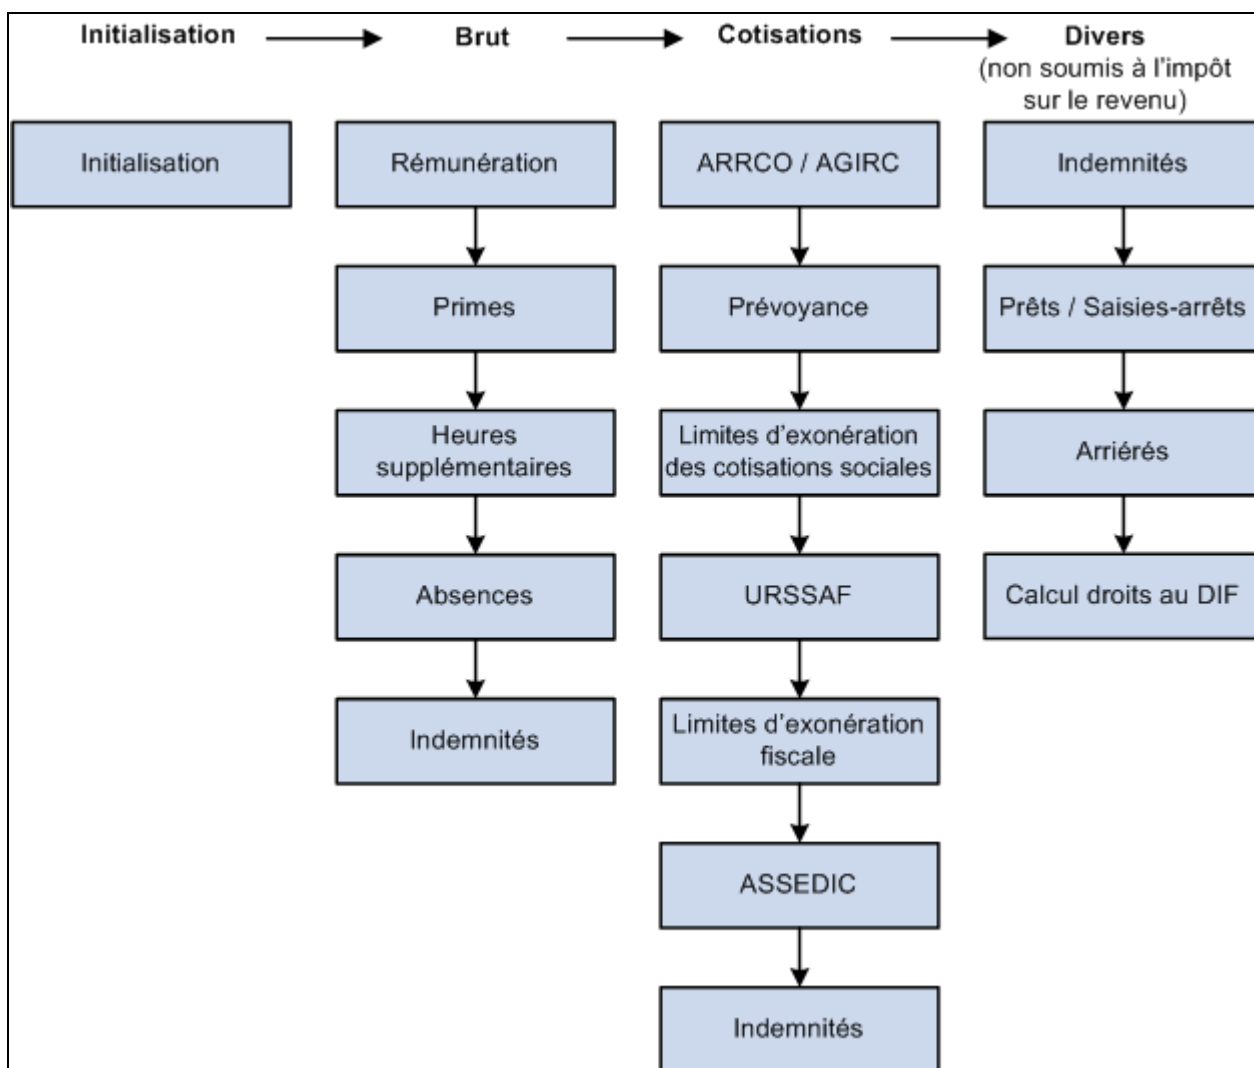 Initialisation
Brut
Cotisations
Divers
(non soumis à l'impôt
sur le revenu)
Initialisation
Rémunération
Primes
Heures
supplémentaires
Absences
Indemnités
ARRCO / AGIRC
Prévoyance
Limites d'exonération
des cotisations sociales
URSSAF
Limites d'exonération
fiscale
ASSEDIC
Indemnités
Indemnités
Prêts / Saisies-arrêts
Arriérés
Calcul droits au DIF